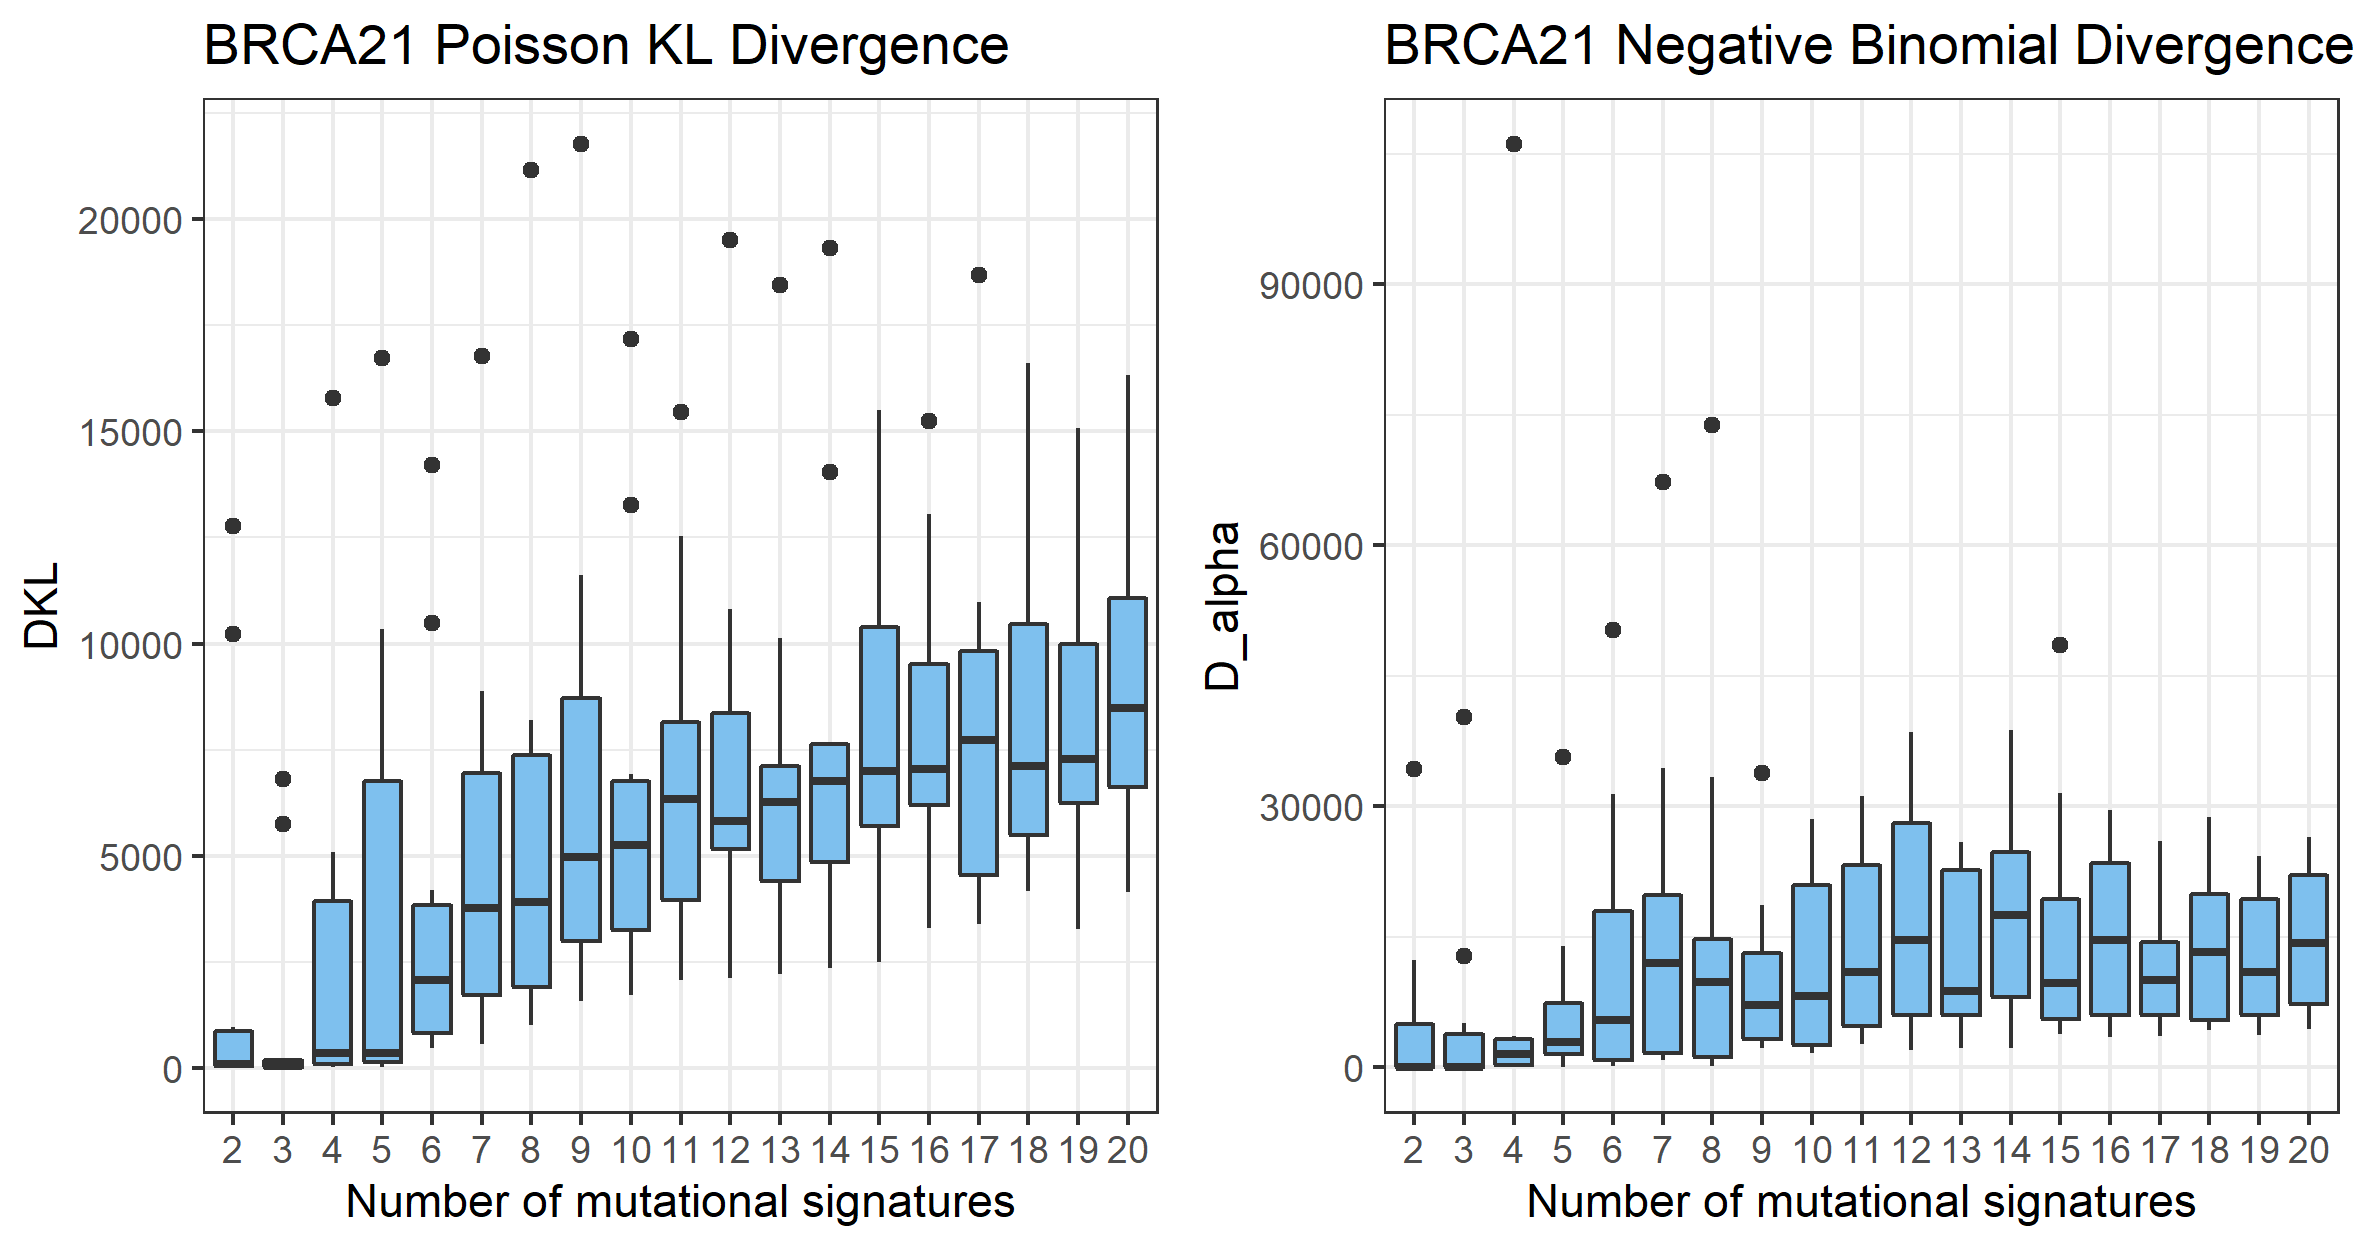 BRCA21 Poisson KL Divergence
DKL
20000
15000
10000
5000
0
2 3 4 5 6 7 8 9 10 11 12 13 14 15 16 17 18 19 20
Number of mutational signatures
BRCA21 Negative Binomial Divergence
D_alpha
90000
60000
30000
0
2 3 4 5 6 7 8 9 10 11 12 13 14 15 16 17 18 19 20
Number of mutational signatures